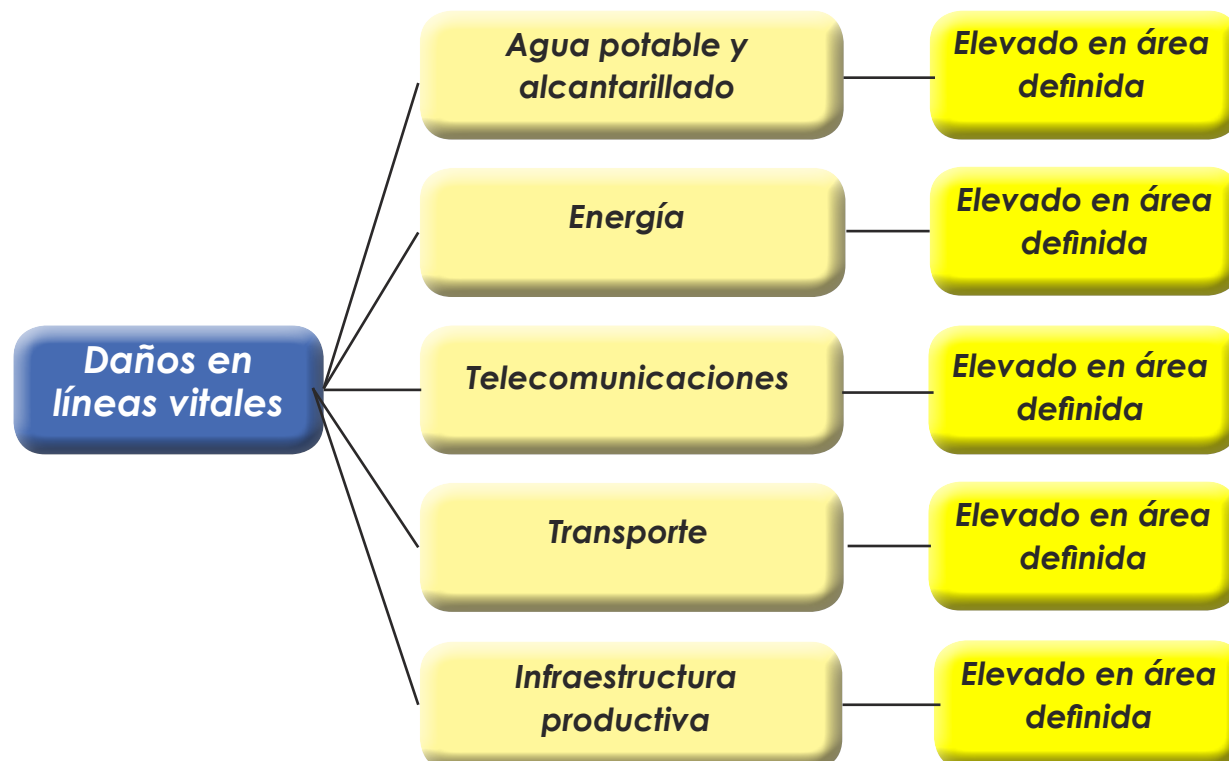 Agua potable y
alcantarillado
Elevado en área
definida
Energía
Elevado en área
definida
Daños en
líneas vitales
Telecomunicaciones
Elevado en área
definida
Transporte
Elevado en área
definida
Infraestructura
productiva
Elevado en área
definida